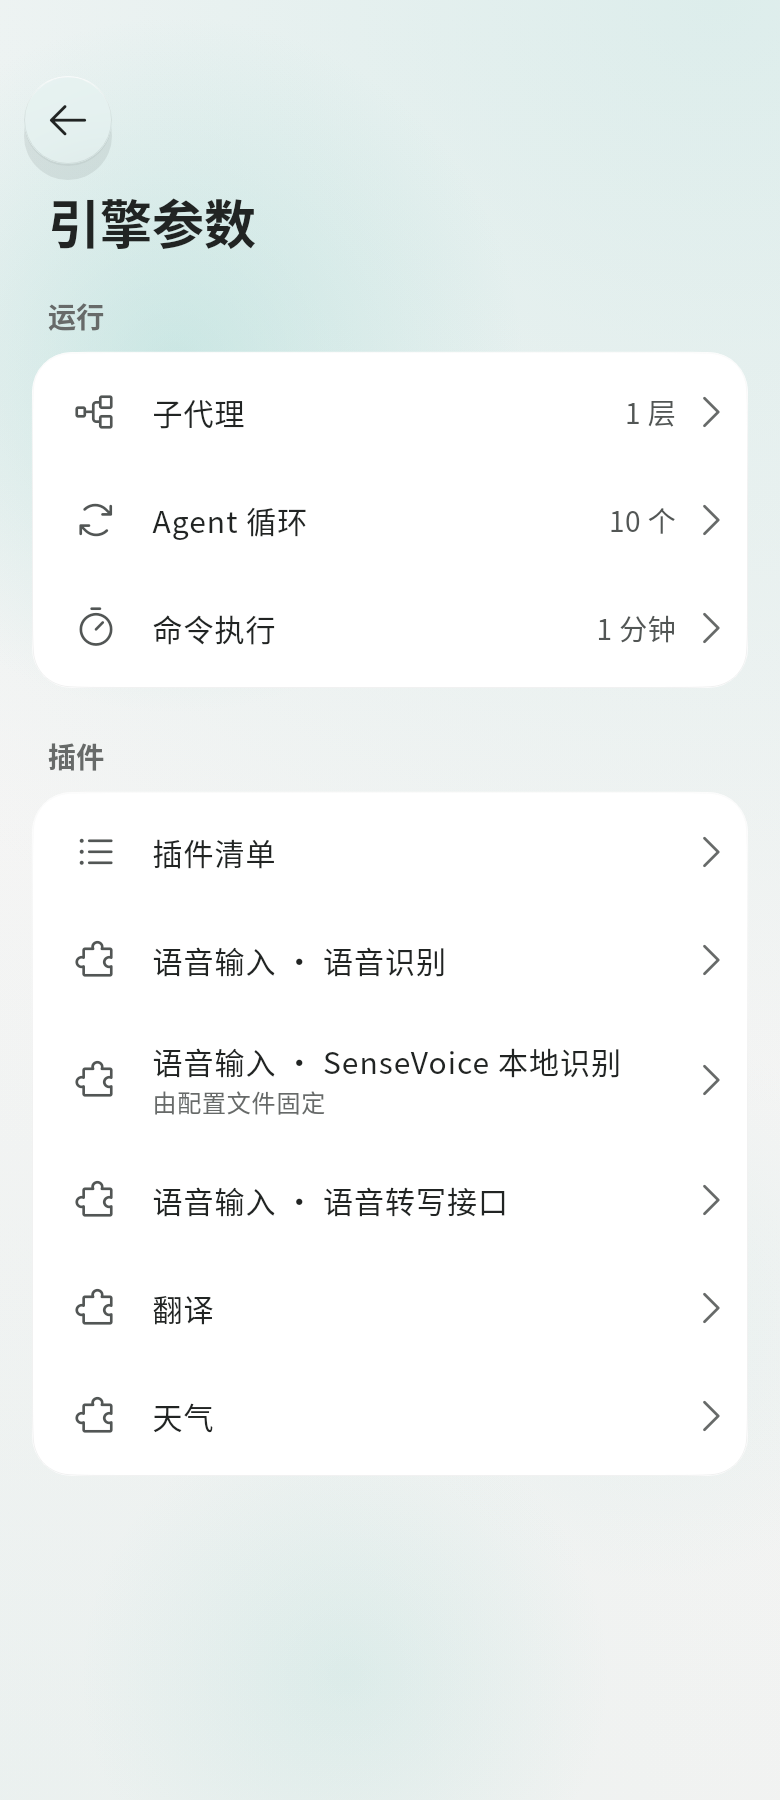 引擎参数
运行
子代理 1 层
Agent 循环 10 个
命令执行 1 分钟
插件
插件清单
语音输入 · 语音识别
语音输入 · SenseVoice 本地识别
由配置文件固定
语音输入 · 语音转写接口
翻译
天气